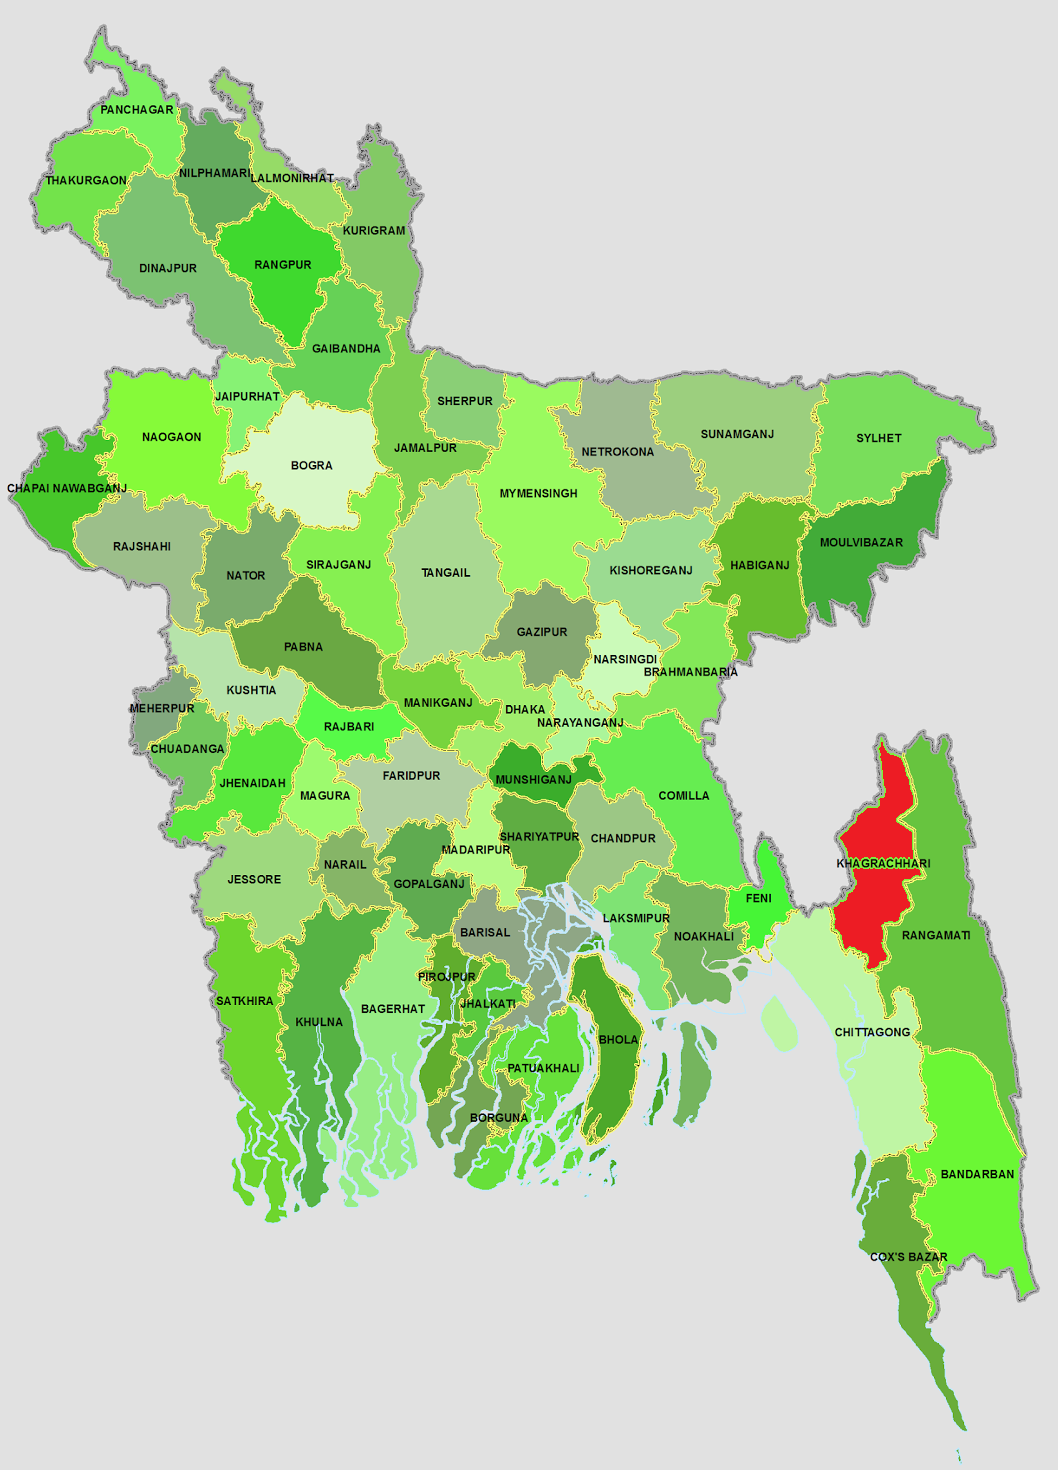 PANCHAGAR
THAKURGAON
NILPHAMARI
LALMONIRHAT
KURIGRAM
DINAJPUR
RANGPUR
GAIBANDHA
JAIPURHAT
SHERPUR
NAOGAON
JAMALPUR
SUNAMGANJ
SYLHET
BOGRA
NETROKONA
CHAPAI NAWABGANJ
MYMENSINGH
RAJSHAHI
MOULVIBAZAR
SIRAJGANJ
HABIGANJ
NATOR
TANGAIL
KISHOREGANJ
GAZIPUR
PABNA
NARSINGDI
BRAHMANBARIA
KUSHTIA
MEHERPUR
MANIKGANJ
DHAKA
RAJBARI
NARAYANGANJ
CHUADANGA
JHENAIDAH
FARIDPUR
MUNSHIGANJ
MAGURA
COMILLA
SHARIYATPUR
CHANDPUR
MADARIPUR
NARAIL
KHAGRACHHARI
JESSORE
GOPALGANJ
FENI
BARISAL
LAKSMIPUR
NOAKHALI
RANGAMATI
PIROJPUR
SATKHIRA
JHALKATI
BAGERHAT
KHULNA
CHITTAGONG
BHOLA
PATUAKHALI
BORGUNA
BANDARBAN
COX'S BAZAR